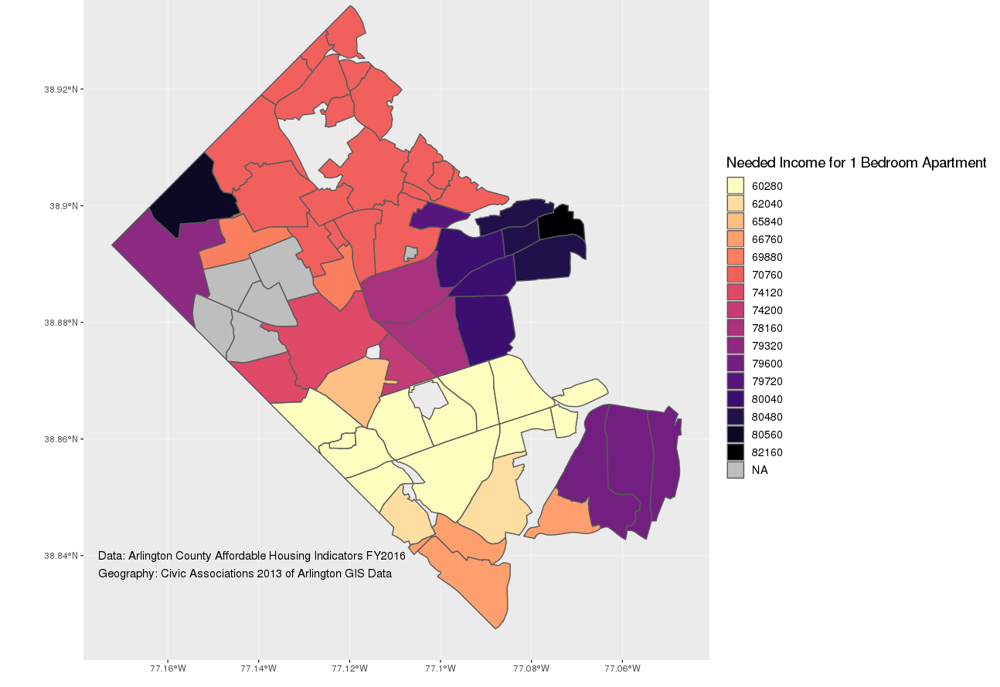 Needed Income for 1 Bedroom Apartment
60280
62040
65840
66760
69880
70760
74120
74200
78160
79320
79600
79720
80040
80480
80560
82160
NA
38.92°N
38.9°N
38.88°N
38.86°N
38.84°N
Data: Arlington County Affordable Housing Indicators FY2016
Geography: Civic Associations 2013 of Arlington GIS Data
77.16°W
77.14°W
77.12°W
77.1°W
77.08°W
77.06°W